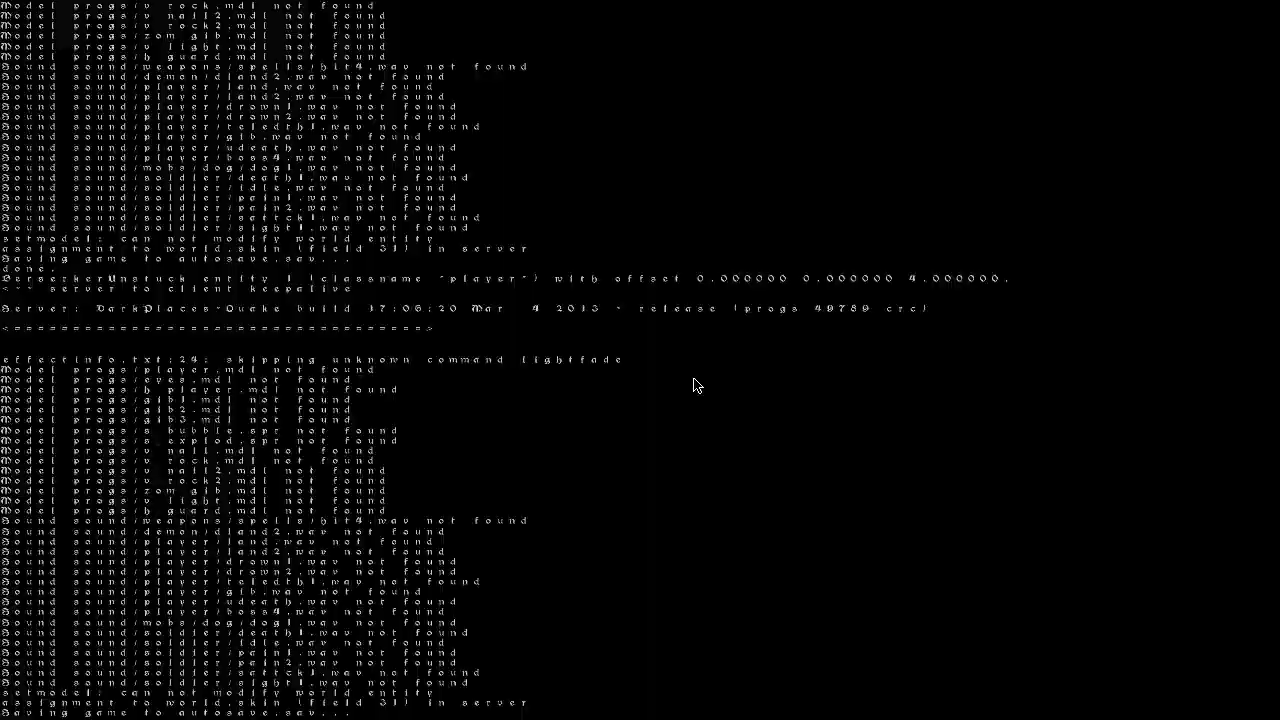 Model progs/v_rock.mdl not found
Model progs/v_nail2.mdl not found
Model progs/v_rock2.mdl not found
Model progs/zom_gib.mdl not found
Model progs/v_light.mdl not found
Model progs/h_guard.mdl not found
Sound sound/weapons/spells/hit4.wav not found
Sound sound/demon/dland2.wav not found
Sound sound/player/land.wav not found
Sound sound/player/land2.wav not found
Sound sound/player/drown1.wav not found
Sound sound/player/drown2.wav not found
Sound sound/player/teledth1.wav not found
Sound sound/player/gib.wav not found
Sound sound/player/udeath.wav not found
Sound sound/player/boss4.wav not found
Sound sound/mobs/dog/dog1.wav not found
Sound sound/soldier/death1.wav not found
Sound sound/soldier/idle.wav not found
Sound sound/soldier/pain1.wav not found
Sound sound/soldier/pain2.wav not found
Sound sound/soldier/sattck1.wav not found
Sound sound/soldier/sight1.wav not found
setmodel: can not modify world entity
assignment to world.skin (field 31) in server
Saving game to autosave.sav...
done.
BerserkerUnstuck entity 1 (classname "player") with offset 0.000000 0.000000 4.000000.
<-- server to client keepalive
Server: DarkPlaces-Quake build 17:06:20 Mar 4 2013 - release (progs 49789 crc)
<===================================>
effectinfo.txt:24: skipping unknown command lightfade
Model progs/player.mdl not found
Model progs/eyes.mdl not found
Model progs/h_player.mdl not found
Model progs/gib1.mdl not found
Model progs/gib2.mdl not found
Model progs/gib3.mdl not found
Model progs/s_bubble.spr not found
Model progs/s_explod.spr not found
Model progs/v_nail.mdl not found
Model progs/v_rock.mdl not found
Model progs/v_nail2.mdl not found
Model progs/v_rock2.mdl not found
Model progs/zom_gib.mdl not found
Model progs/v_light.mdl not found
Model progs/h_guard.mdl not found
Sound sound/weapons/spells/hit4.wav not found
Sound sound/demon/dland2.wav not found
Sound sound/player/land.wav not found
Sound sound/player/land2.wav not found
Sound sound/player/drown1.wav not found
Sound sound/player/drown2.wav not found
Sound sound/player/teledth1.wav not found
Sound sound/player/gib.wav not found
Sound sound/player/udeath.wav not found
Sound sound/player/boss4.wav not found
Sound sound/mobs/dog/dog1.wav not found
Sound sound/soldier/death1.wav not found
Sound sound/soldier/idle.wav not found
Sound sound/soldier/pain1.wav not found
Sound sound/soldier/pain2.wav not found
Sound sound/soldier/sattck1.wav not found
Sound sound/soldier/sight1.wav not found
setmodel: can not modify world entity
assignment to world.skin (field 31) in server
Saving game to autosave.sav...